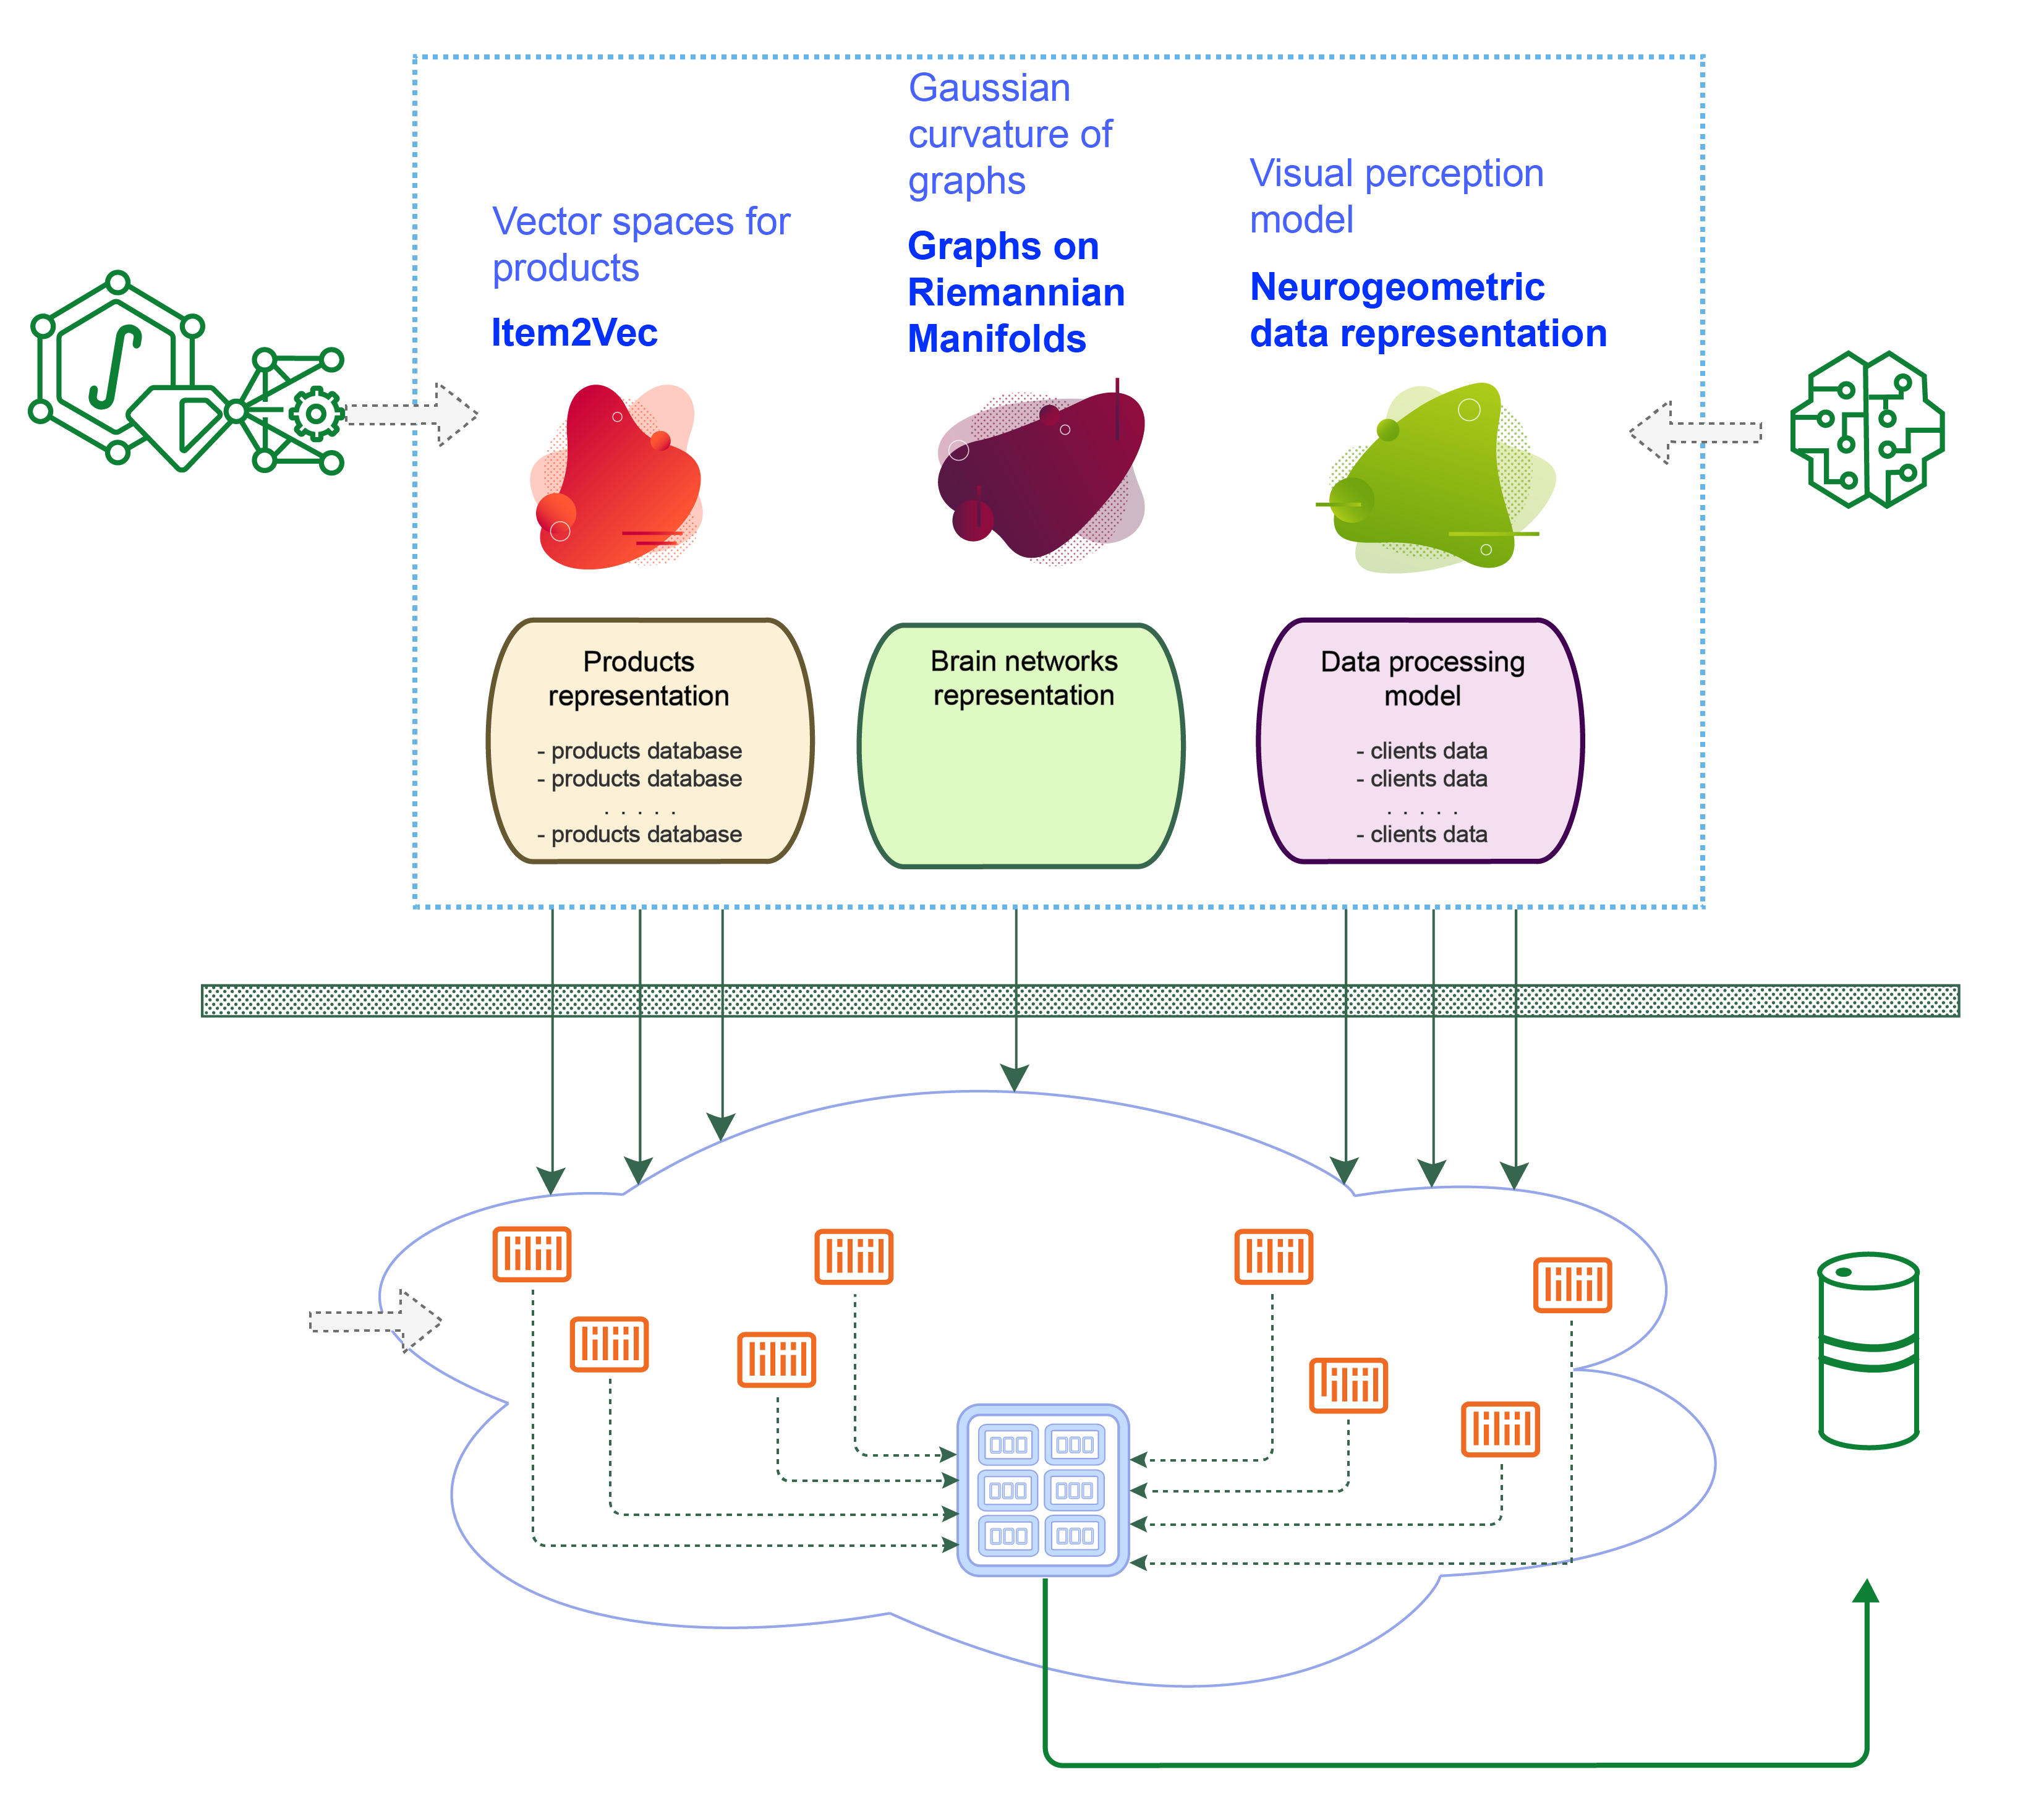 Vector spaces for
products
Item2Vec
Gaussian
curvature of
graphs
Graphs on
Riemannian
Manifolds
Visual perception
model
Neurogeometric
data representation
Products
representation
- products database
- products database
. . . . .
- products database
Brain networks
representation
Data processing
model
- clients data
- clients data
. . . . .
- clients data